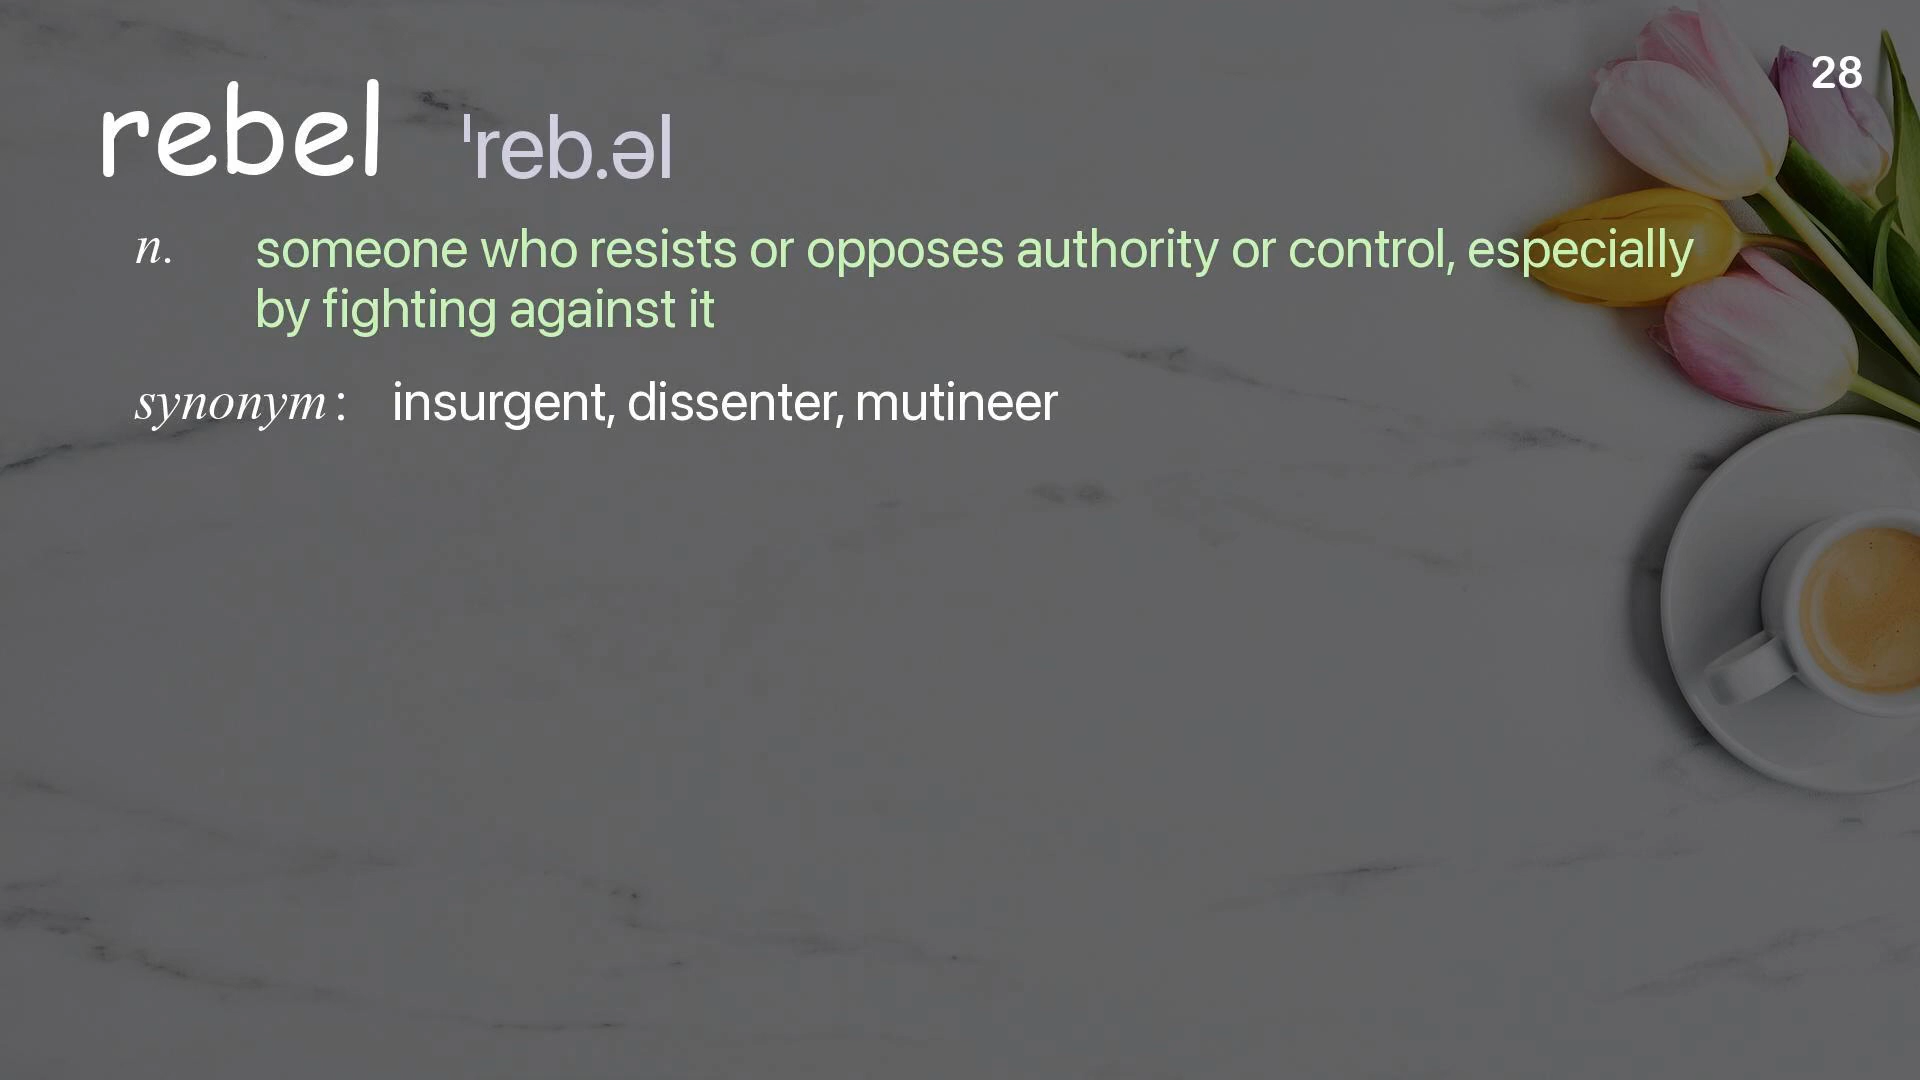 28
rebel ˈreb.əl
n. someone who resists or opposes authority or control, especially
by fighting against it
synonym : insurgent, dissenter, mutineer